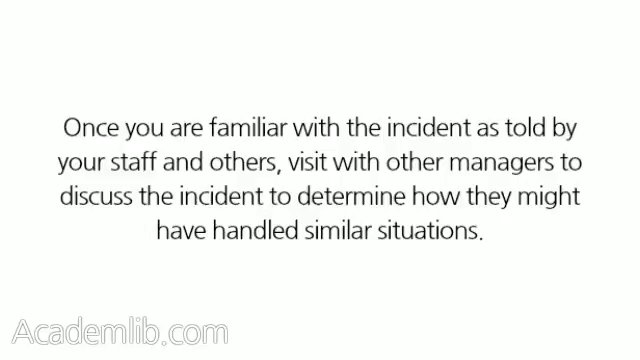 Once you are familiar with the incident as told by
your staff and others, visit with other managers to
discuss the incident to determine how they might
have handled similar situations.
Academlib.com